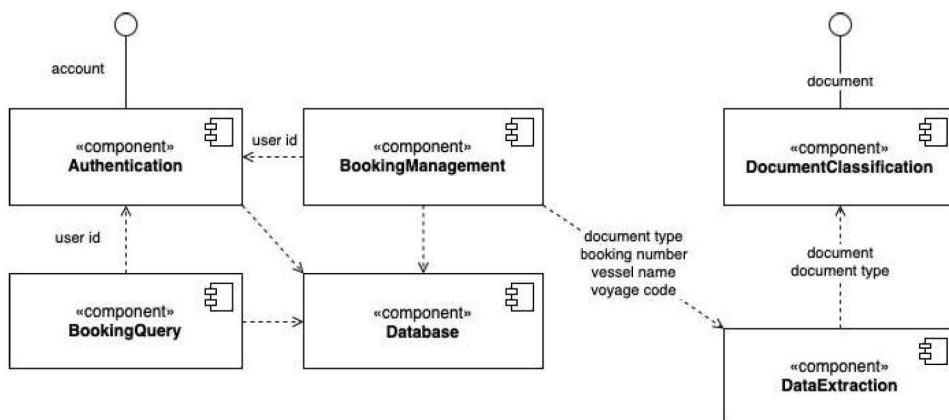 account
document
«component»
Authentication
user id
«component»
BookingManagement
«component»
DocumentClassification
user id
document type
booking number
vessel name
voyage code
document
document type
«component»
BookingQuery
«component»
Database
«component»
DataExtraction